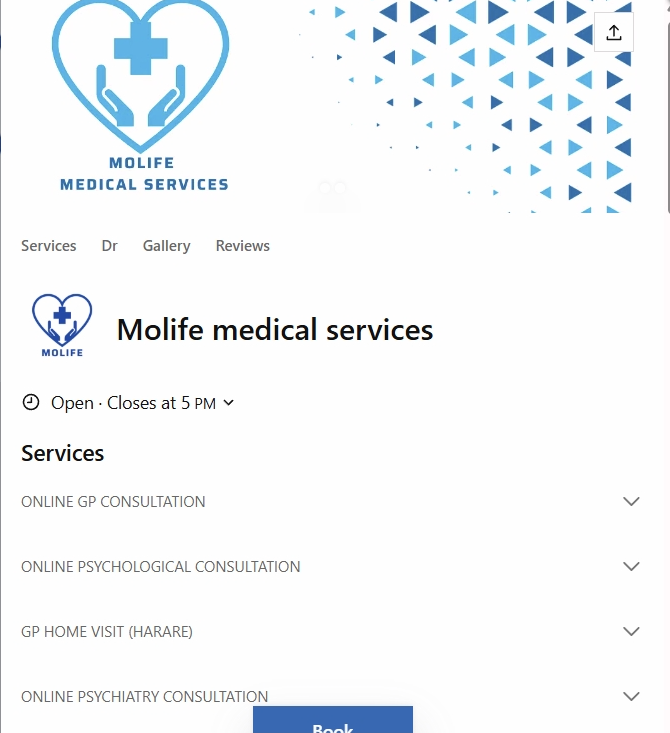 MOLIFE
MEDICAL SERVICES
Services Dr Gallery Reviews
MOLIFE
Molife medical services
Open · Closes at 5 PM
Services
ONLINE GP CONSULTATION
ONLINE PSYCHOLOGICAL CONSULTATION
GP HOME VISIT (HARARE)
ONLINE PSYCHIATRY CONSULTATION
Book